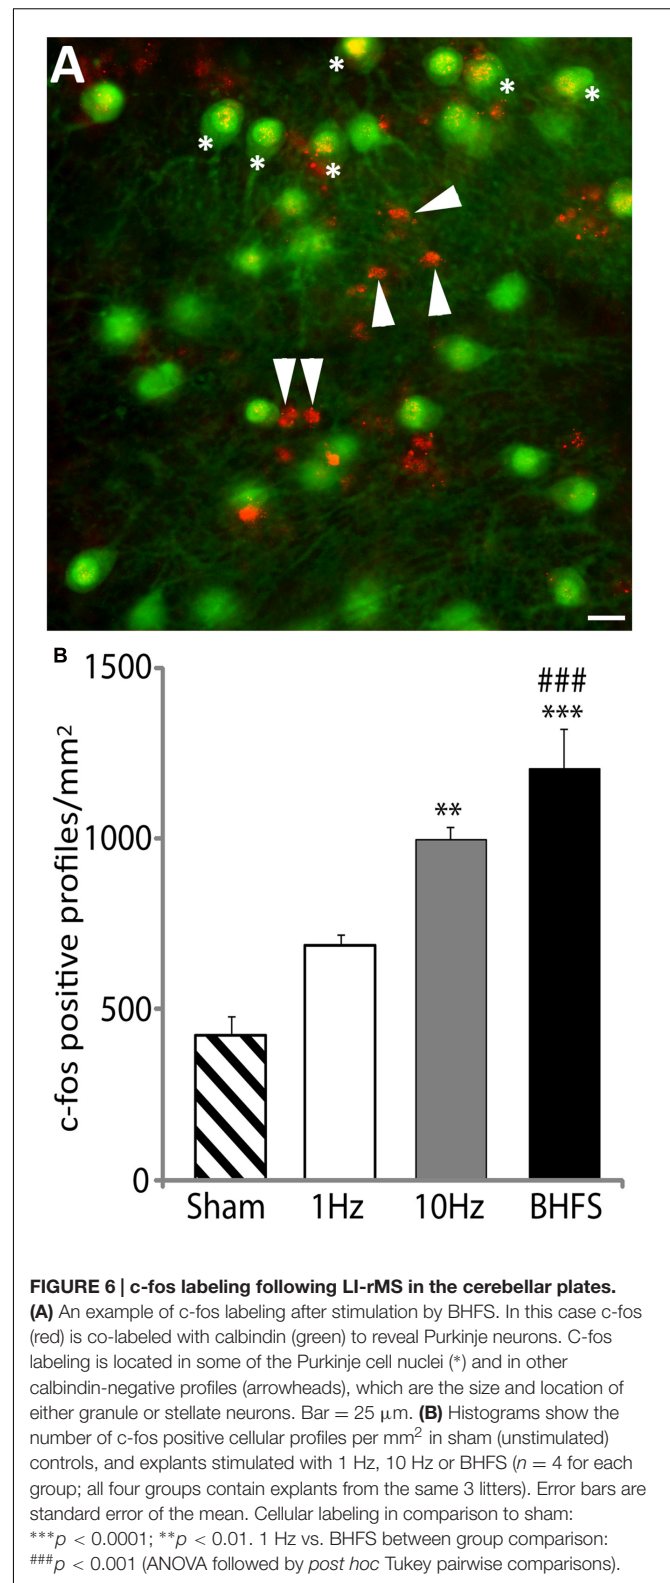 A
*
*
*
*
*
*
B
1500
###
***
**
1000
500
0
c-fos positive profiles/mm²
Sham 1Hz 10Hz BHFS
FIGURE 6 | c-fos labeling following LI-rMS in the cerebellar plates.
(A) An example of c-fos labeling after stimulation by BHFS. In this case c-fos
(red) is co-labeled with calbindin (green) to reveal Purkinje neurons. C-fos
labeling is located in some of the Purkinje cell nuclei (*) and in other
calbindin-negative profiles (arrowheads), which are the size and location of
either granule or stellate neurons. Bar = 25 μm. (B) Histograms show the
number of c-fos positive cellular profiles per mm² in sham (unstimulated)
controls, and explants stimulated with 1 Hz, 10 Hz or BHFS (n = 4 for each
group; all four groups contain explants from the same 3 litters). Error bars are
standard error of the mean. Cellular labeling in comparison to sham:
***p < 0.0001; **p < 0.01. 1 Hz vs. BHFS between group comparison:
###p < 0.001 (ANOVA followed by post hoc Tukey pairwise comparisons).